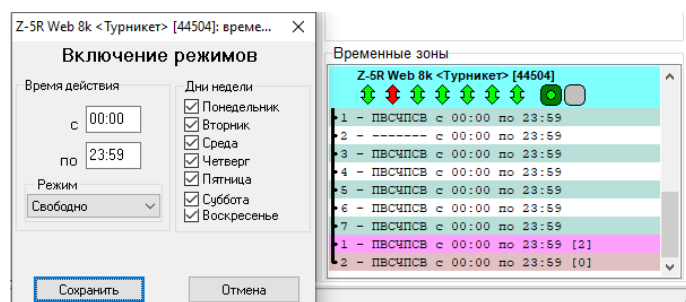 Z-5R Web 8k <Турникет> [44504]: време...
Включение режимов
Время действия
с 00:00
по 23:59
Режим
Свободно
Дни недели
Понедельник
Вторник
Среда
Четверг
Пятница
Суббота
Воскресенье
Сохранить
Отмена
Временные зоны
Z-5R Web 8k <Турникет> [44504]
1 - ПВСЧПСВ с 00:00 по 23:59
2 - ------- с 00:00 по 23:59
3 - ПВСЧПСВ с 00:00 по 23:59
4 - ПВСЧПСВ с 00:00 по 23:59
5 - ПВСЧПСВ с 00:00 по 23:59
6 - ПВСЧПСВ с 00:00 по 23:59
7 - ПВСЧПСВ с 00:00 по 23:59
1 - ПВСЧПСВ с 00:00 по 23:59 [2]
2 - ПВСЧПСВ с 00:00 по 23:59 [0]